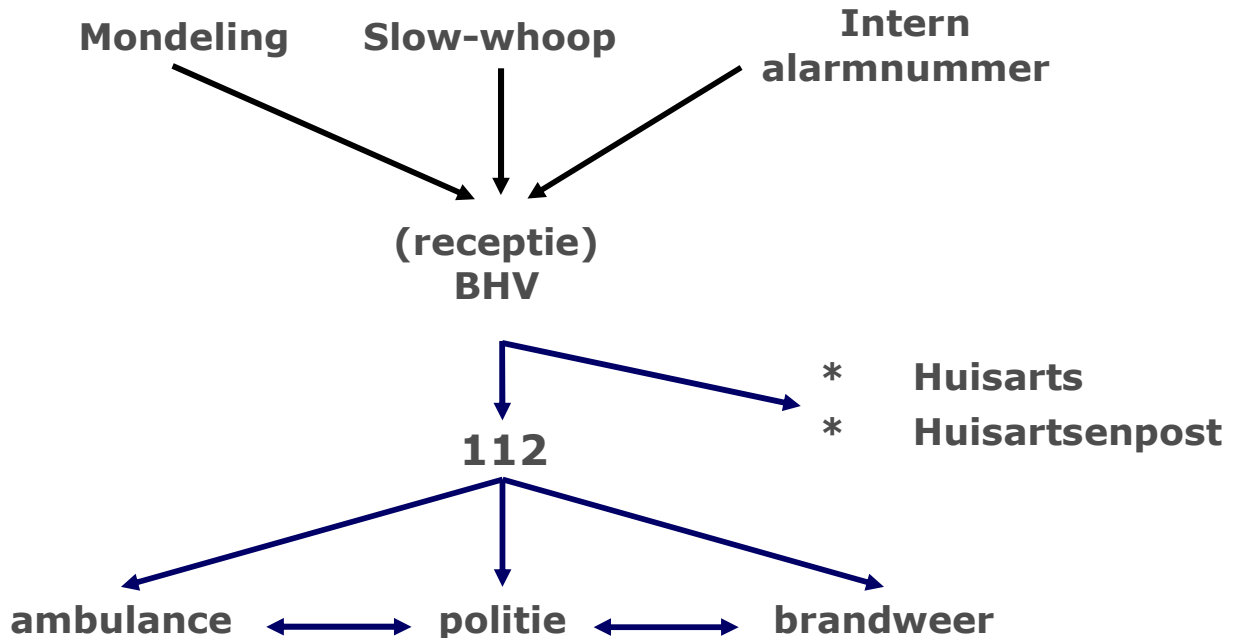 Mondeling
Slow-whoop
Intern
alarmnummer
(receptie)
BHV
* Huisarts
* Huisartsenpost
112
ambulance
politie
brandweer